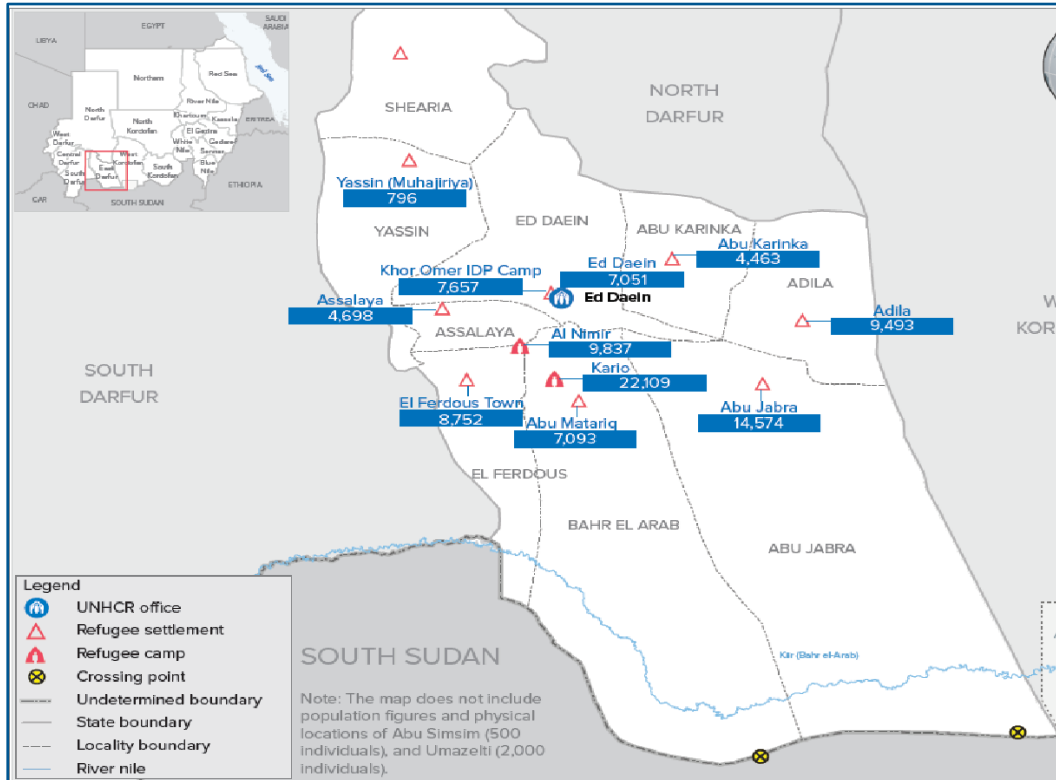 EGYPT
SAUDI
ARABIA
LIBYA
Red Sea
Northern
Red Sea
CHAD
North
Darfur
River Nile
Khartoum
Kassala
ERITREA
North
Kordofan
El Gezira
West
Darfur
White
Nile
Gedaref
Sennar
Central
Darfur
West
Kordofan
South
Darfur
East
Darfur
South
Kordofan
Blue
Nile
ETHIOPIA
CAR
SOUTH SUDAN
SHEARIA
NORTH
DARFUR
Yassin (Muhajiriya)
796
YASSIN
ED DAEIN
ABU KARINKA
Abu Karinka
4,463
Khor Omer IDP Camp
7,657
Ed Daein
7,051
Ed Daein
ADILA
Assalaya
4,698
Adila
9,493
W
KOR
ASSALAYA
Al Nimir
9,837
SOUTH
DARFUR
Kario
22,109
El Ferdous Town
8,752
Abu Matariq
7,093
Abu Jabra
14,574
EL FERDOUS
BAHR EL ARAB
ABU JABRA
Kiir (Bahr el-Arab)
Legend
UNHCR office
Refugee settlement
Refugee camp
Crossing point
Undetermined boundary
State boundary
Locality boundary
River nile
SOUTH SUDAN
Note: The map does not include
population figures and physical
locations of Abu Simsim (500
individuals), and Umazelti (2,000
individuals).